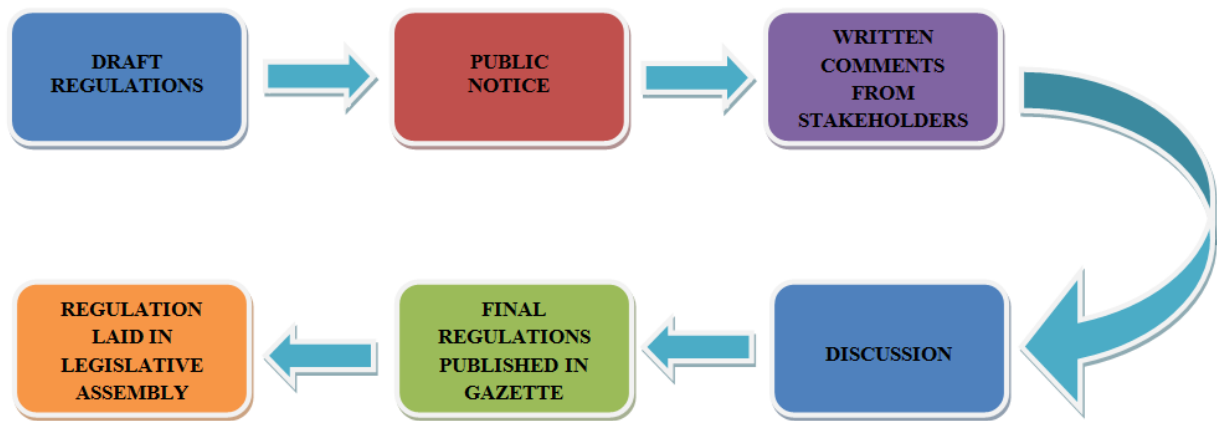 DRAFT
REGULATIONS
PUBLIC
NOTICE
WRITTEN
COMMENTS
FROM
STAKEHOLDERS
DISCUSSION
FINAL
REGULATIONS
PUBLISHED IN
GAZETTE
REGULATION
LAID IN
LEGISLATIVE
ASSEMBLY